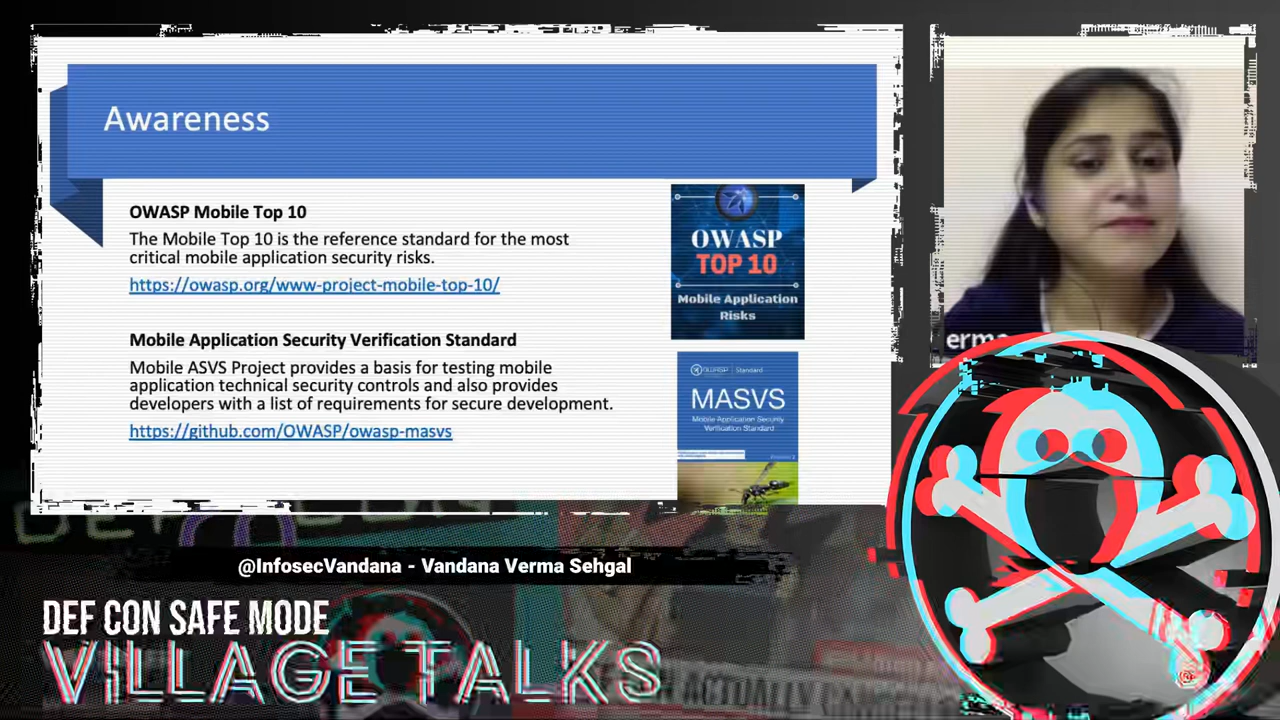 Awareness
OWASP Mobile Top 10
The Mobile Top 10 is the reference standard for the most
critical mobile application security risks.
https://owasp.org/www-project-mobile-top-10/
Mobile Application Security Verification Standard
Mobile ASVS Project provides a basis for testing mobile
application technical security controls and also provides
developers with a list of requirements for secure development.
https://github.com/OWASP/owasp-masvs
OWASP
TOP 10
Mobile Application
Risks
OWASP Standard
MASVS
Mobile Application Security
Verification Standard
erma
@InfosecVandana - Vandana Verma Sehgal
DEF CON SAFE MODE
VILLAGE TALKS
ACTUALLY